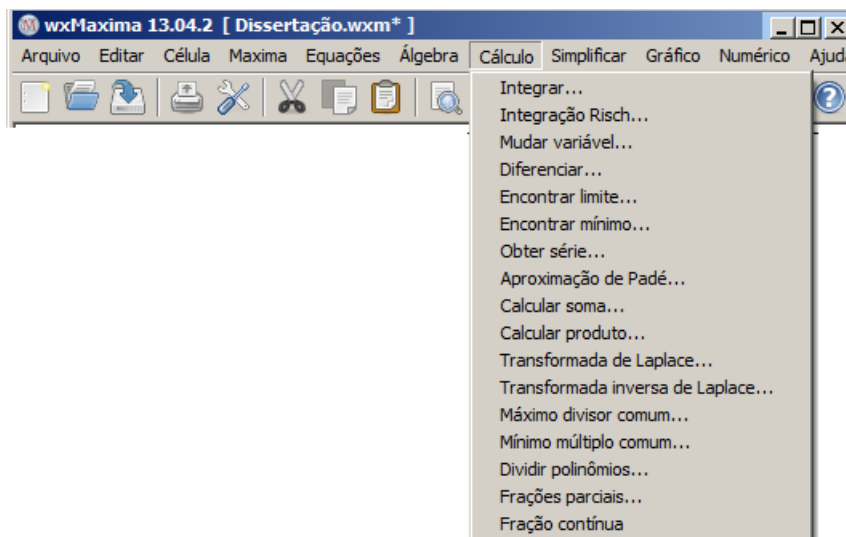 wxMaxima 13.04.2 [ Dissertação.wxm* ]
Arquivo Editar Célula Maxima Equações Álgebra Cálculo Simplificar Gráfico Numérico Ajuda
Integrar...
Integração Risch...
Mudar variável...
Diferenciar...
Encontrar limite...
Encontrar mínimo...
Obter série...
Aproximação de Padé...
Calcular soma...
Calcular produto...
Transformada de Laplace...
Transformada inversa de Laplace...
Máximo divisor comum...
Mínimo múltiplo comum...
Dividir polinômios...
Frações parciais...
Fração contínua